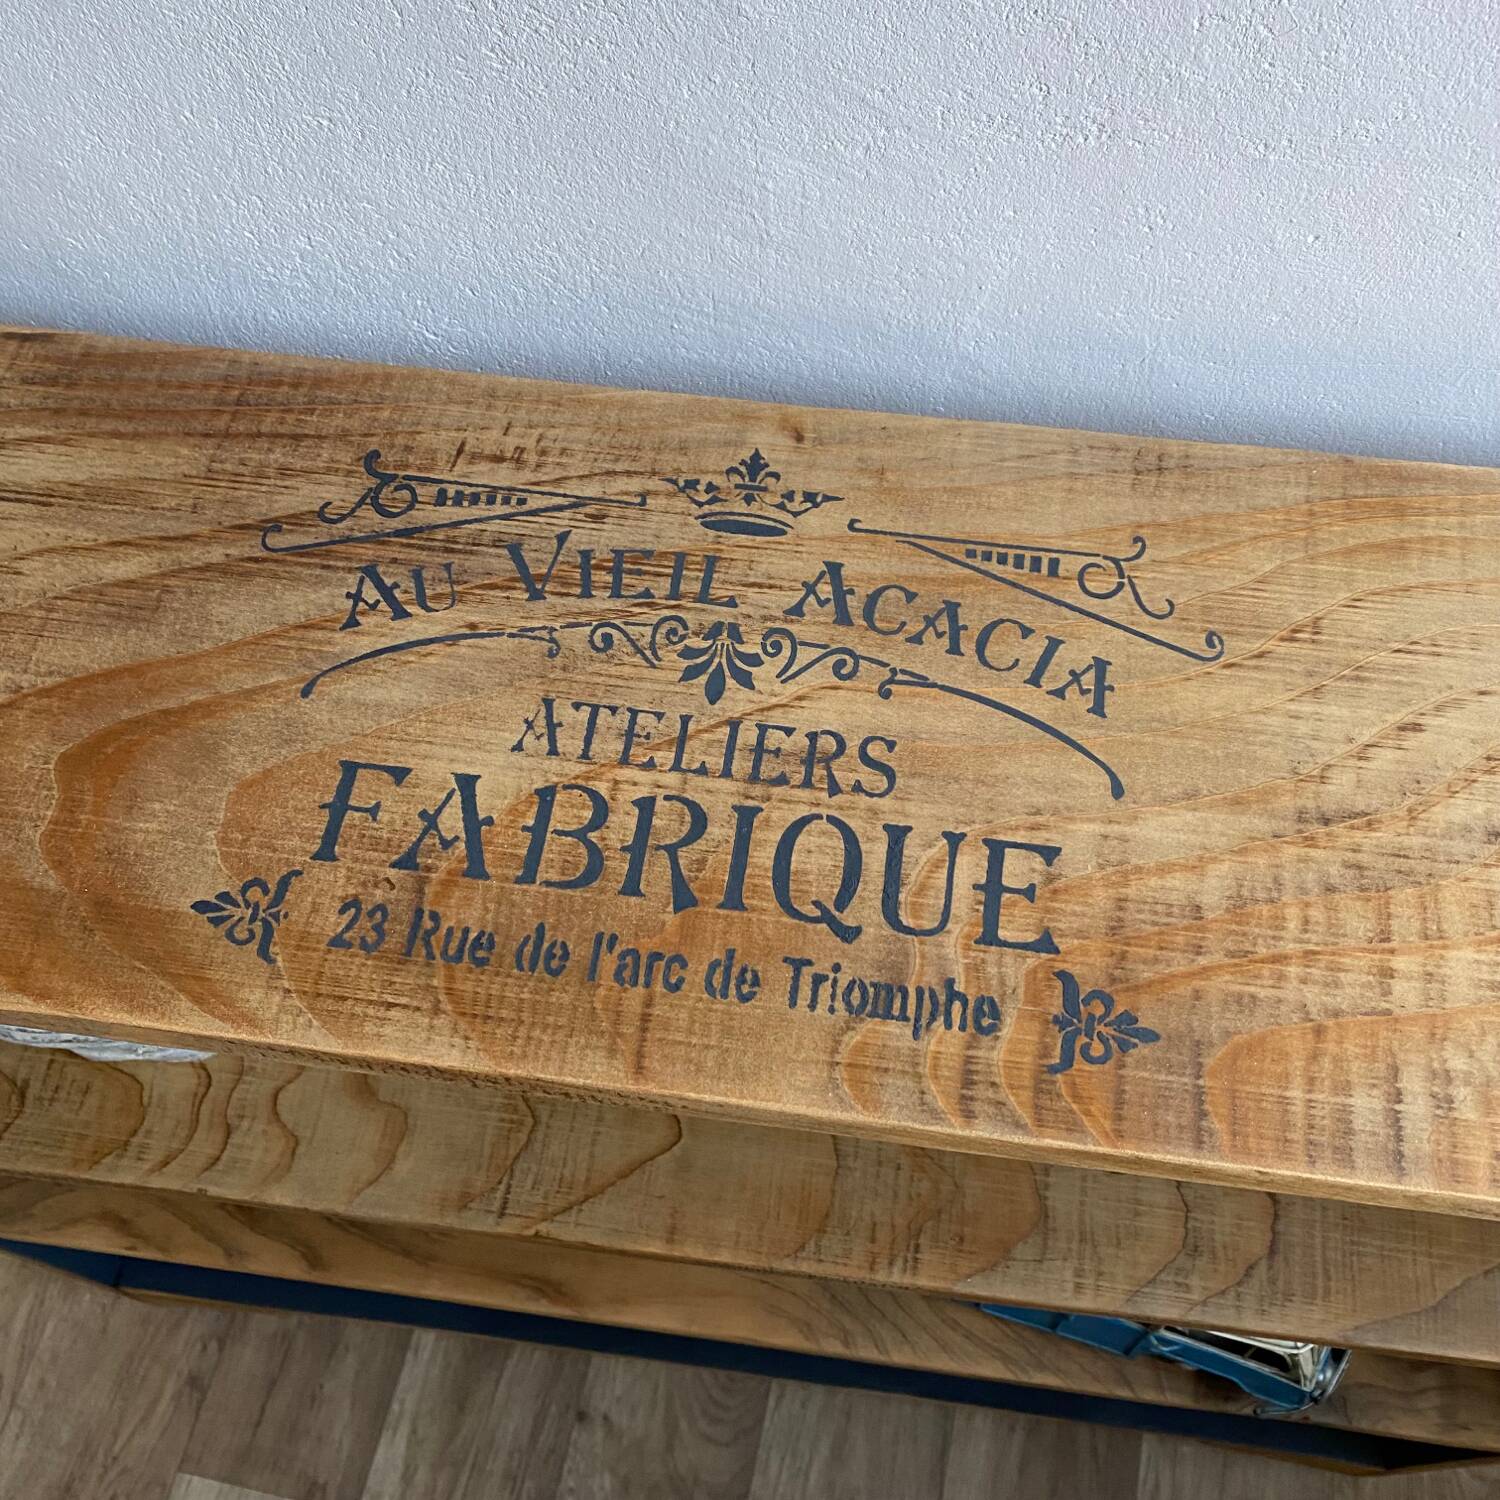 AU VIEIL ACACIA
ATELIERS
FABRIQUE
23 Rue de l'arc de Triomphe